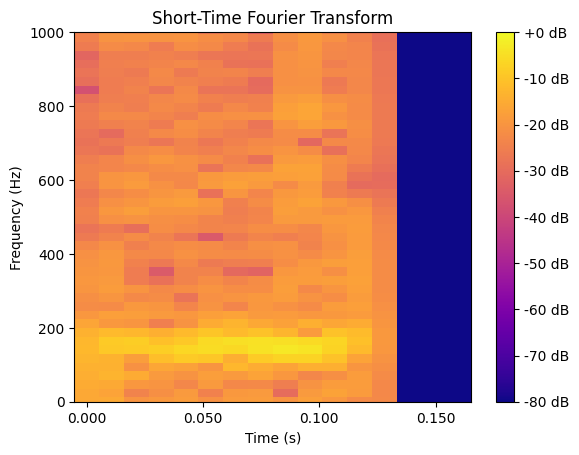 Short-Time Fourier Transform
1000
800
600
400
200
0
Frequency (Hz)
0.000
0.050
0.100
0.150
Time (s)
+0 dB
-10 dB
-20 dB
-30 dB
-40 dB
-50 dB
-60 dB
-70 dB
-80 dB